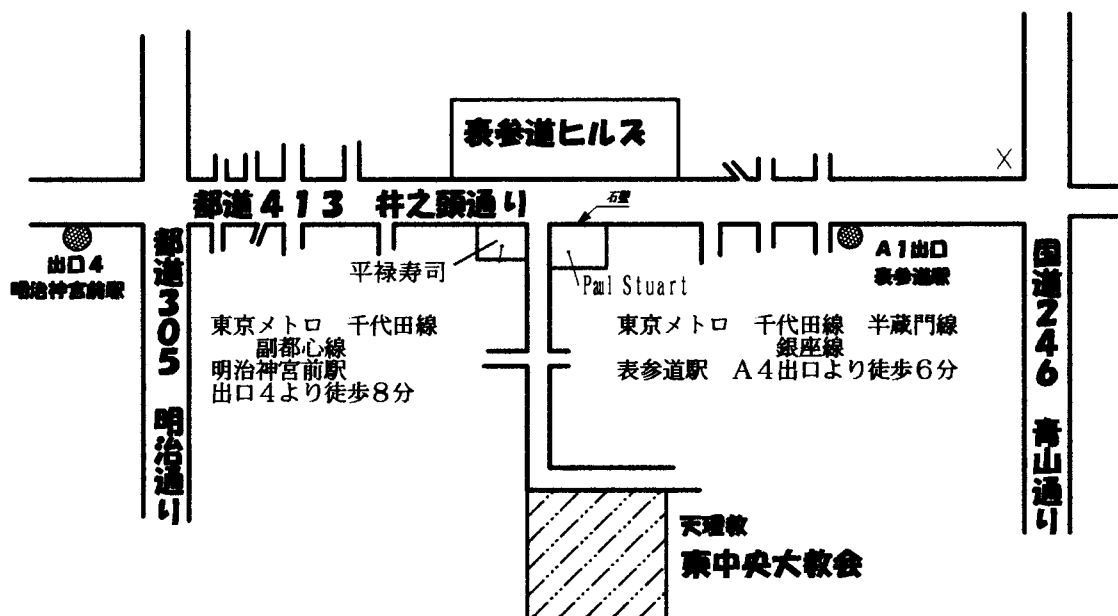 表参道ヒルズ
×
都道413 井之頭通り
石壁
出口4
明治神宮前駅
都道305 明治通り
平禄寿司
Paul Stuart
A1出口
表参道駅
国道246 青山通り
東京メトロ 千代田線
副都心線
明治神宮前駅
出口4より徒歩8分
東京メトロ 千代田線 半蔵門線
銀座線
表参道駅 A4出口より徒歩6分
天理教
東中央大教会